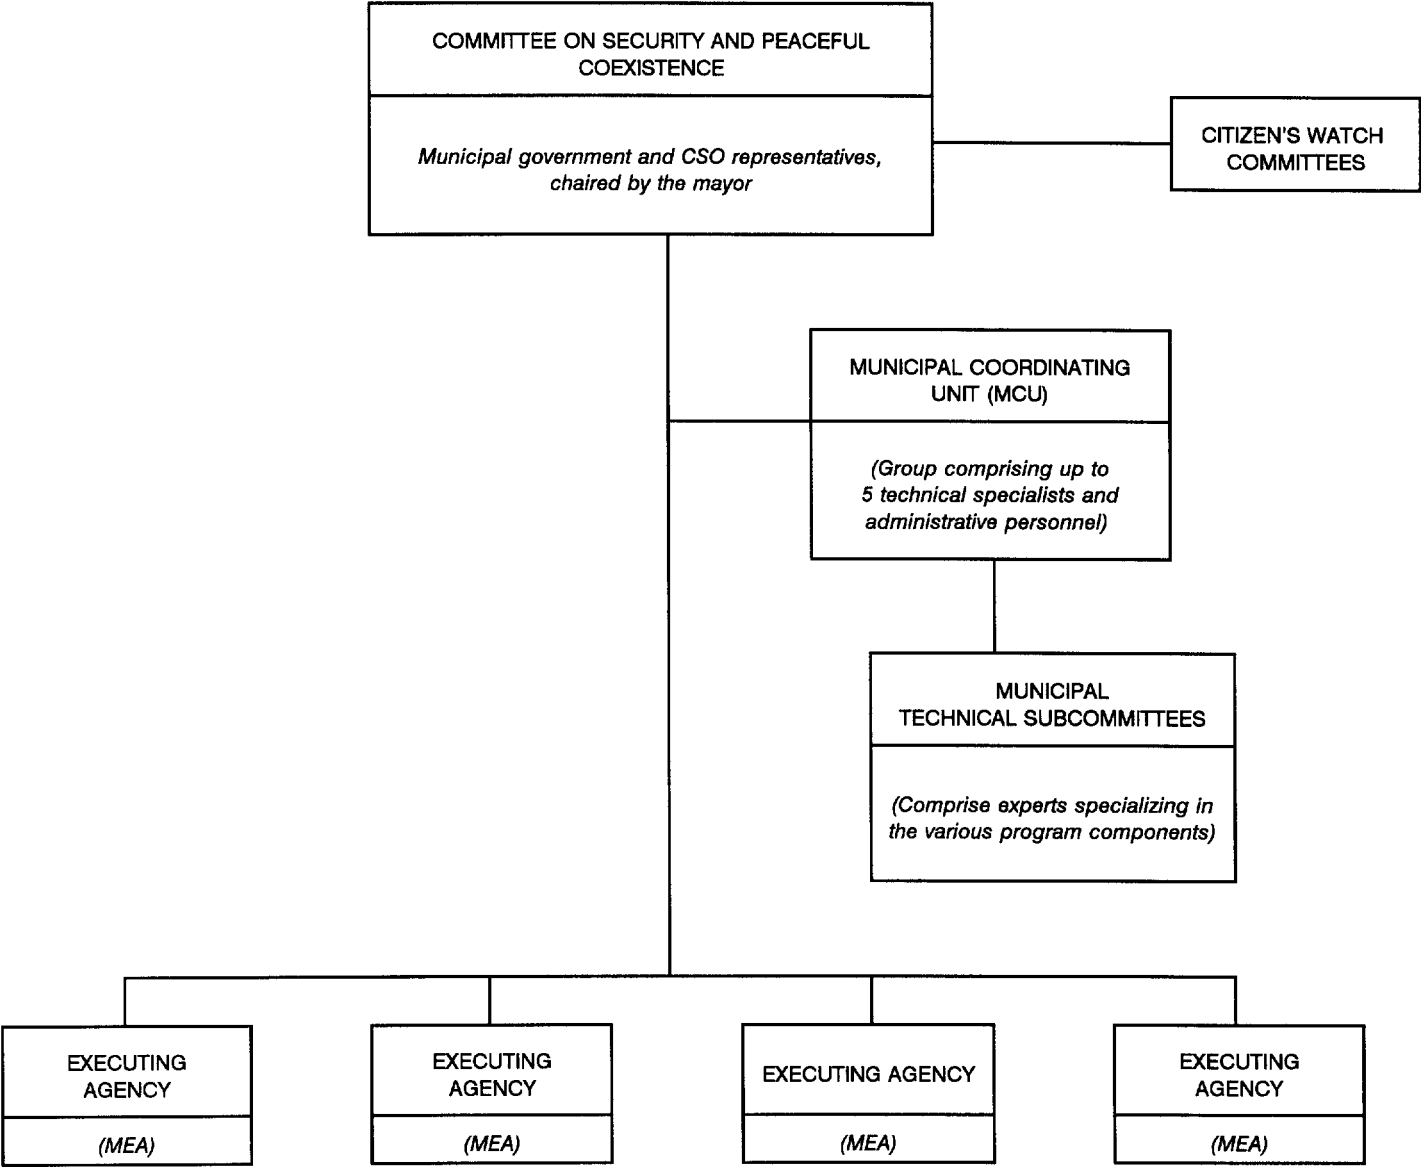 COMMITTEE ON SECURITY AND PEACEFUL
COEXISTENCE
Municipal government and CSO representatives,
chaired by the mayor
CITIZEN'S WATCH
COMMITTEES
MUNICIPAL COORDINATING
UNIT (MCU)
(Group comprising up to
5 technical specialists and
administrative personnel)
MUNICIPAL
TECHNICAL SUBCOMMITTEES
(Comprise experts specializing in
the various program components)
EXECUTING
AGENCY
(MEA)
EXECUTING
AGENCY
(MEA)
EXECUTING AGENCY
(MEA)
EXECUTING
AGENCY
(MEA)